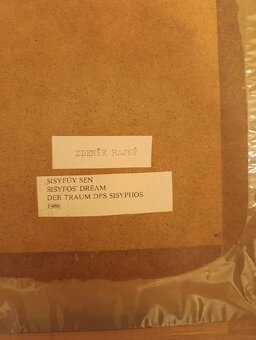 ZDENĚK HAJNÝ
SISYFŮV SEN
SISYFOS' DREAM
DER TRAUM DES SISYPHOS
1986